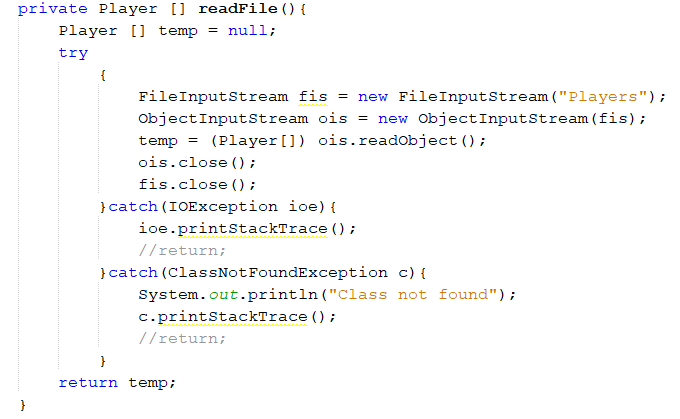 private Player [] readFile(){
    Player [] temp = null;
    try
        {
            FileInputStream fis = new FileInputStream("Players");
            ObjectInputStream ois = new ObjectInputStream(fis);
            temp = (Player[]) ois.readObject();
            ois.close();
            fis.close();
        }catch(IOException ioe){
            ioe.printStackTrace();
            //return;
        }catch(ClassNotFoundException c){
            System.out.println("Class not found");
            c.printStackTrace();
            //return;
        }
    return temp;
}